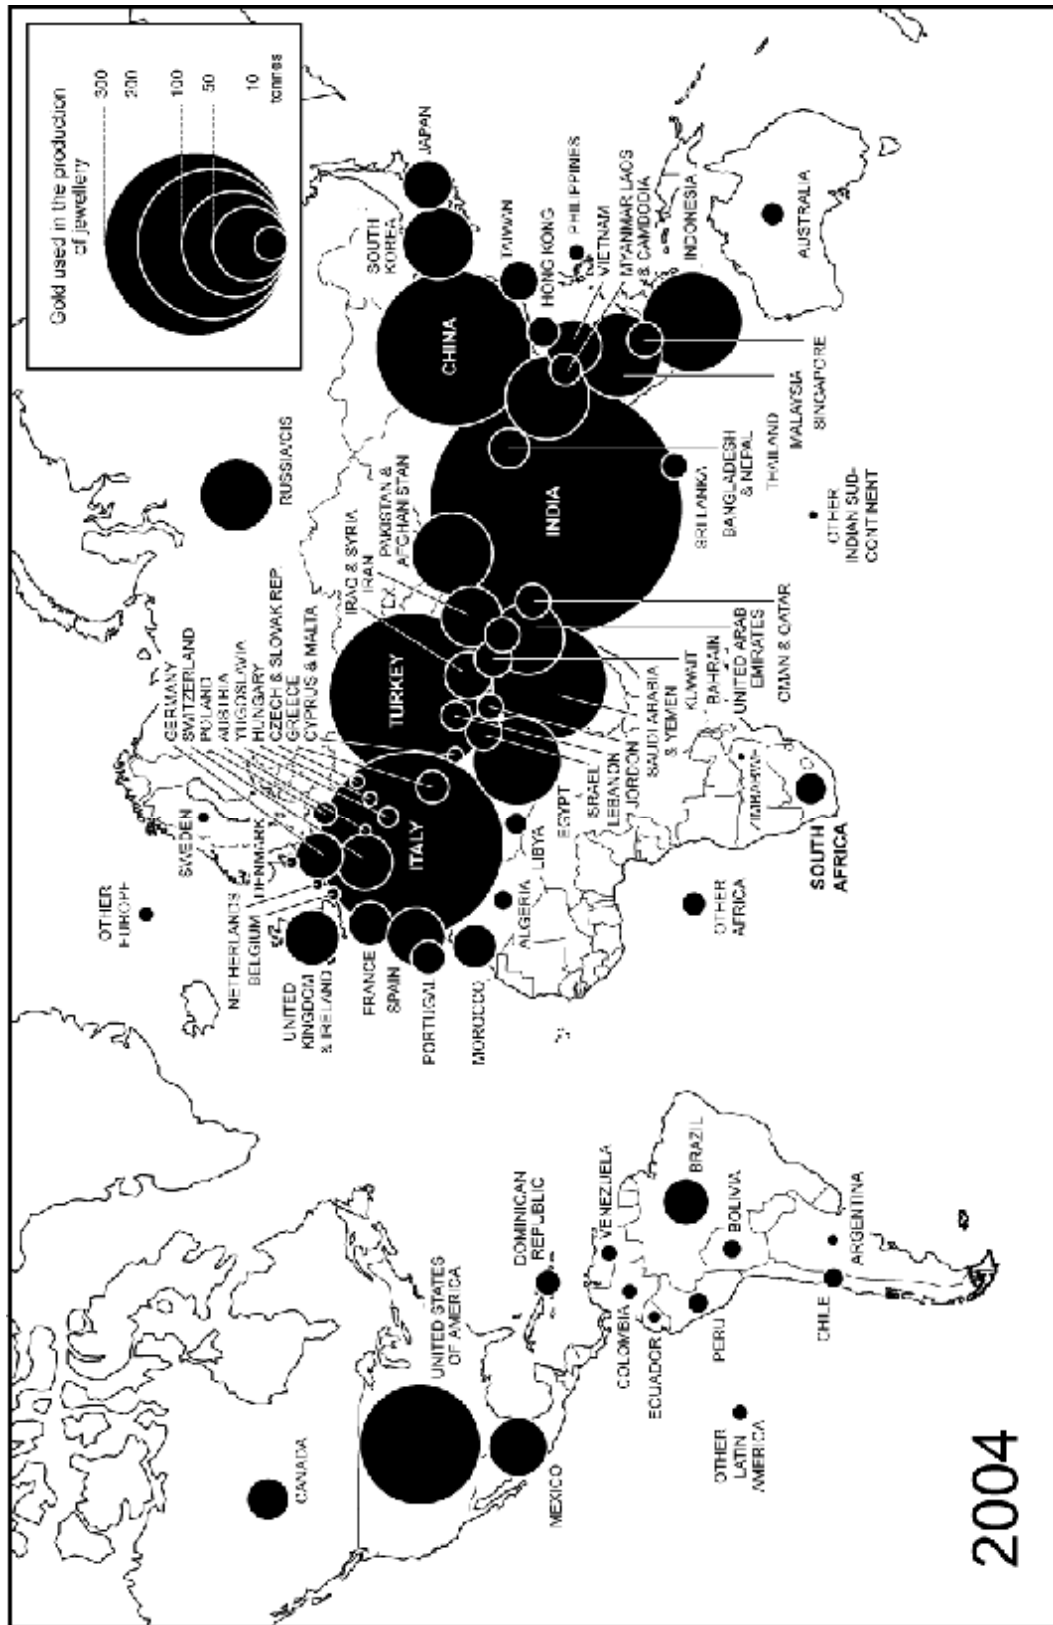 Gold used in the production
of jewellery
300
200
100
50
10
tonnes
CANADA
UNITED STATES
OF AMERICA
MEXICO
DOMINICAN
REPUBLIC
VENEZUELA
COLOMBIA
ECUADOR
PERU
BRAZIL
BOLIVIA
CHILE
ARGENTINA
OTHER
LATIN
AMERICA
OTHER
EUROPE
SWEDEN
DENMARK
NETHERLANDS
BELGIUM
UNITED
KINGDOM
& IRELAND
FRANCE
SPAIN
PORTUGAL
MOROCCO
GERMANY
SWITZERLAND
POLAND
AUSTRIA
YUGOSLAVIA
HUNGARY
CZECH & SLOVAK REP.
GREECE
CYPRUS & MALTA
ITALY
TURKEY
ALGERIA
LIBYA
EGYPT
ISRAEL
LEBANON
JORDON
SAUDI ARABIA
& YEMEN
KUWAIT
BAHRAIN
UNITED ARAB
EMIRATES
OMAN & QATAR
IRAQ & SYRIA
IRAN
PAKISTAN &
AFGHANISTAN
RUSSIA/CIS
INDIA
CHINA
SOUTH
KOREA
JAPAN
TAIWAN
HONG KONG
PHILIPPINES
VIETNAM
MYANMAR LAOS
& CAMBODIA
INDONESIA
MALAYSIA
SINGAPORE
THAILAND
BANGLADESH
& NEPAL
SRI LANKA
OTHER
INDIAN SUB-
CONTINENT
AUSTRALIA
OTHER
AFRICA
ZIMBABWE
SOUTH
AFRICA
2004